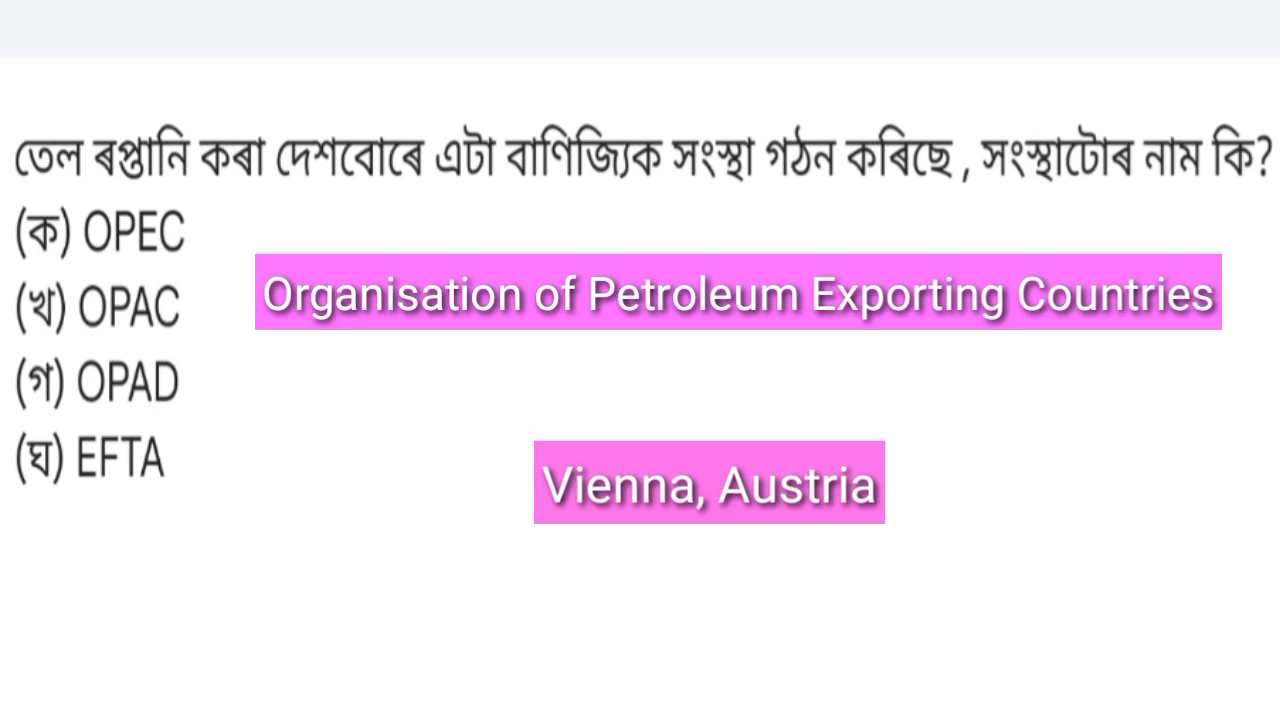 তেল ৰপ্তানি কৰা দেশবোৰে এটা বাণিজ্যিক সংস্থা গঠন কৰিছে , সংস্থাটোৰ নাম কি?
(ক) OPEC
Organisation of Petroleum Exporting Countries
(খ) OPAC
(গ) OPAD
(ঘ) EFTA
Vienna, Austria